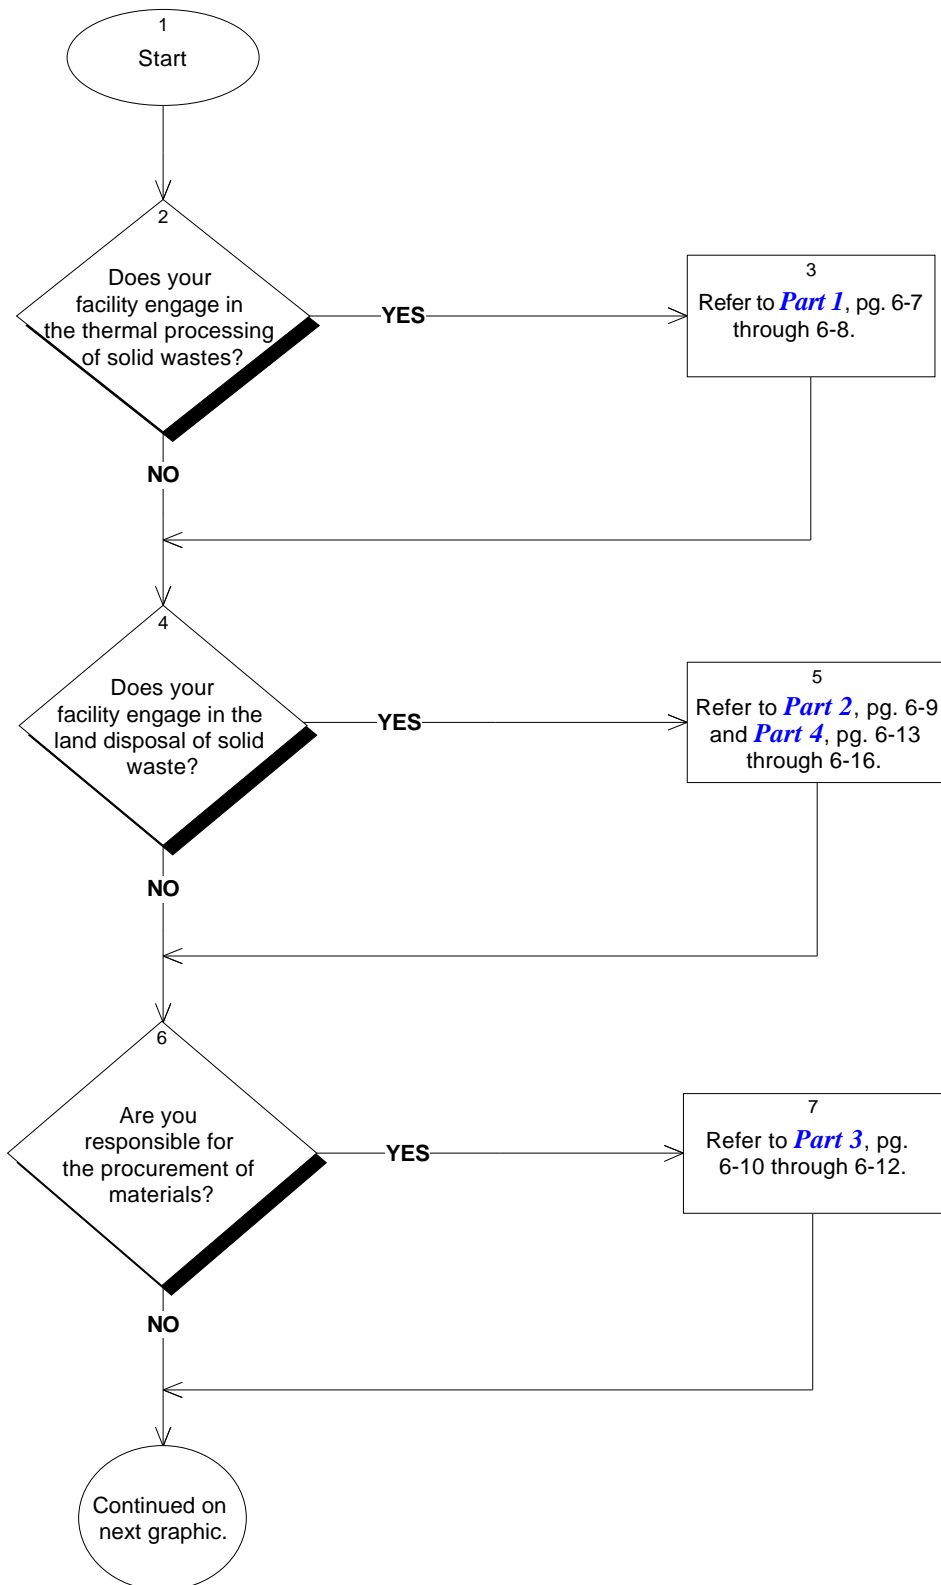 1
Start
2
Does your
facility engage in
the thermal processing
of solid wastes?
YES
3
Refer to Part 1, pg. 6-7
through 6-8.
NO
4
Does your
facility engage in the
land disposal of solid
waste?
YES
5
Refer to Part 2, pg. 6-9
and Part 4, pg. 6-13
through 6-16.
NO
6
Are you
responsible for
the procurement of
materials?
YES
7
Refer to Part 3, pg.
6-10 through 6-12.
NO
Continued on
next graphic.